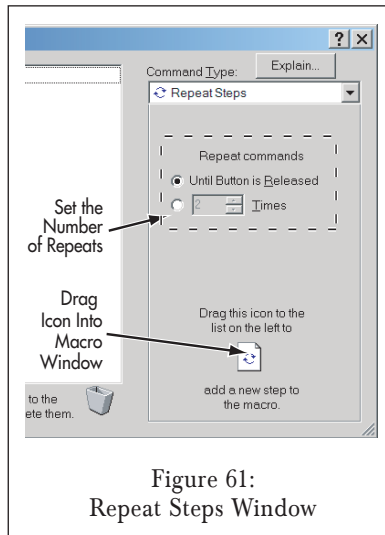 Command Type:
Explain...
Repeat Steps
Repeat commands
Until Button is Released
2 Times
Set the
Number
of Repeats
Drag
Icon Into
Macro
Window
Drag this icon to the
list on the left to
add a new step to
the macro.
to the
ete them.
Figure 61:
Repeat Steps Window